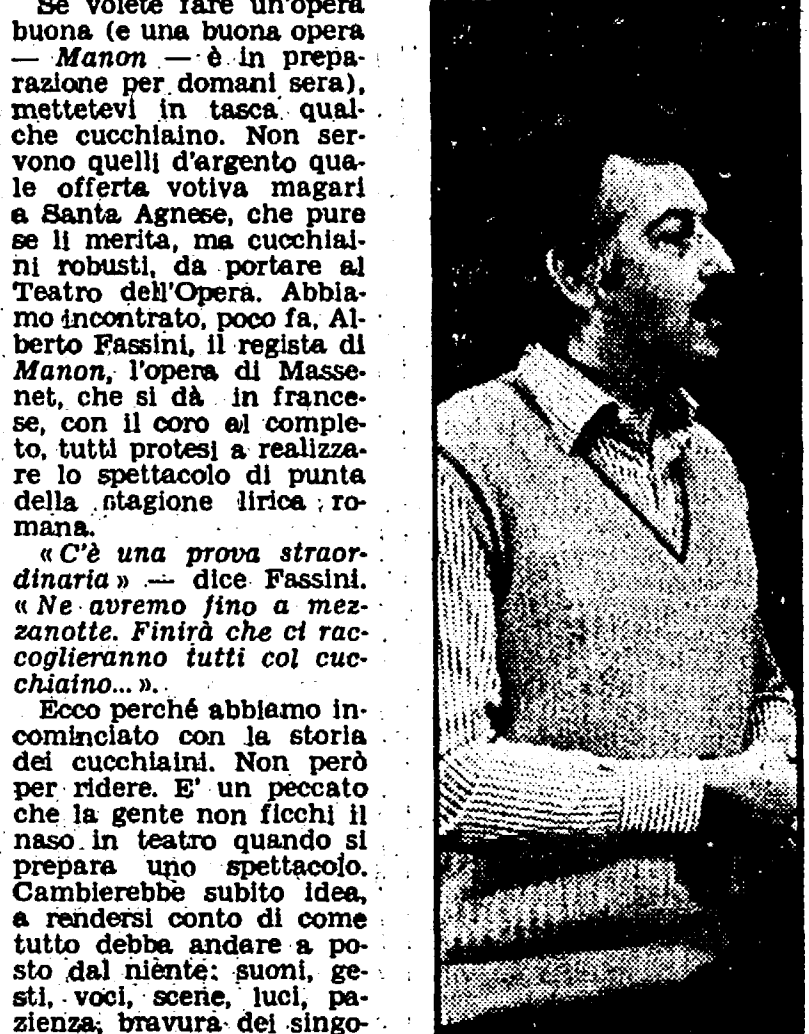 Se volete fare un'opera
buona (e una buona opera
— Manon — è in prepa-
razione per domani sera),
mettetevi in tasca qual-
che cucchiaino. Non ser-
vono quelli d'argento qua-
le offerta votiva magari
a Santa Agnese, che pure
se li merita, ma cucchiai-
ni robusti, da portare al
Teatro dell'Opera. Abbia-
mo incontrato, poco fa, Al-
berto Fassini, il regista di
Manon, l'opera di Masse-
net, che si dà in france-
se, con il coro al comple-
to, tutti protesi a realizza-
re lo spettacolo di punta
della stagione lirica ro-
mana.
« C'è una prova straor-
dinaria » — dice Fassini.
« Ne avremo fino a mez-
zanotte. Finirà che ci rac-
coglieranno tutti col cuc-
chiaino... ».
Ecco perché abbiamo in-
cominciato con la storia
dei cucchiaini. Non però
per ridere. E' un peccato
che la gente non ficchi il
naso in teatro quando si
prepara uno spettacolo.
Cambierebbe subito idea,
a rendersi conto di come
tutto debba andare a po-
sto dal niente: suoni, ge-
sti, voci, scene, luci, pa-
zienza, bravura dei singo-